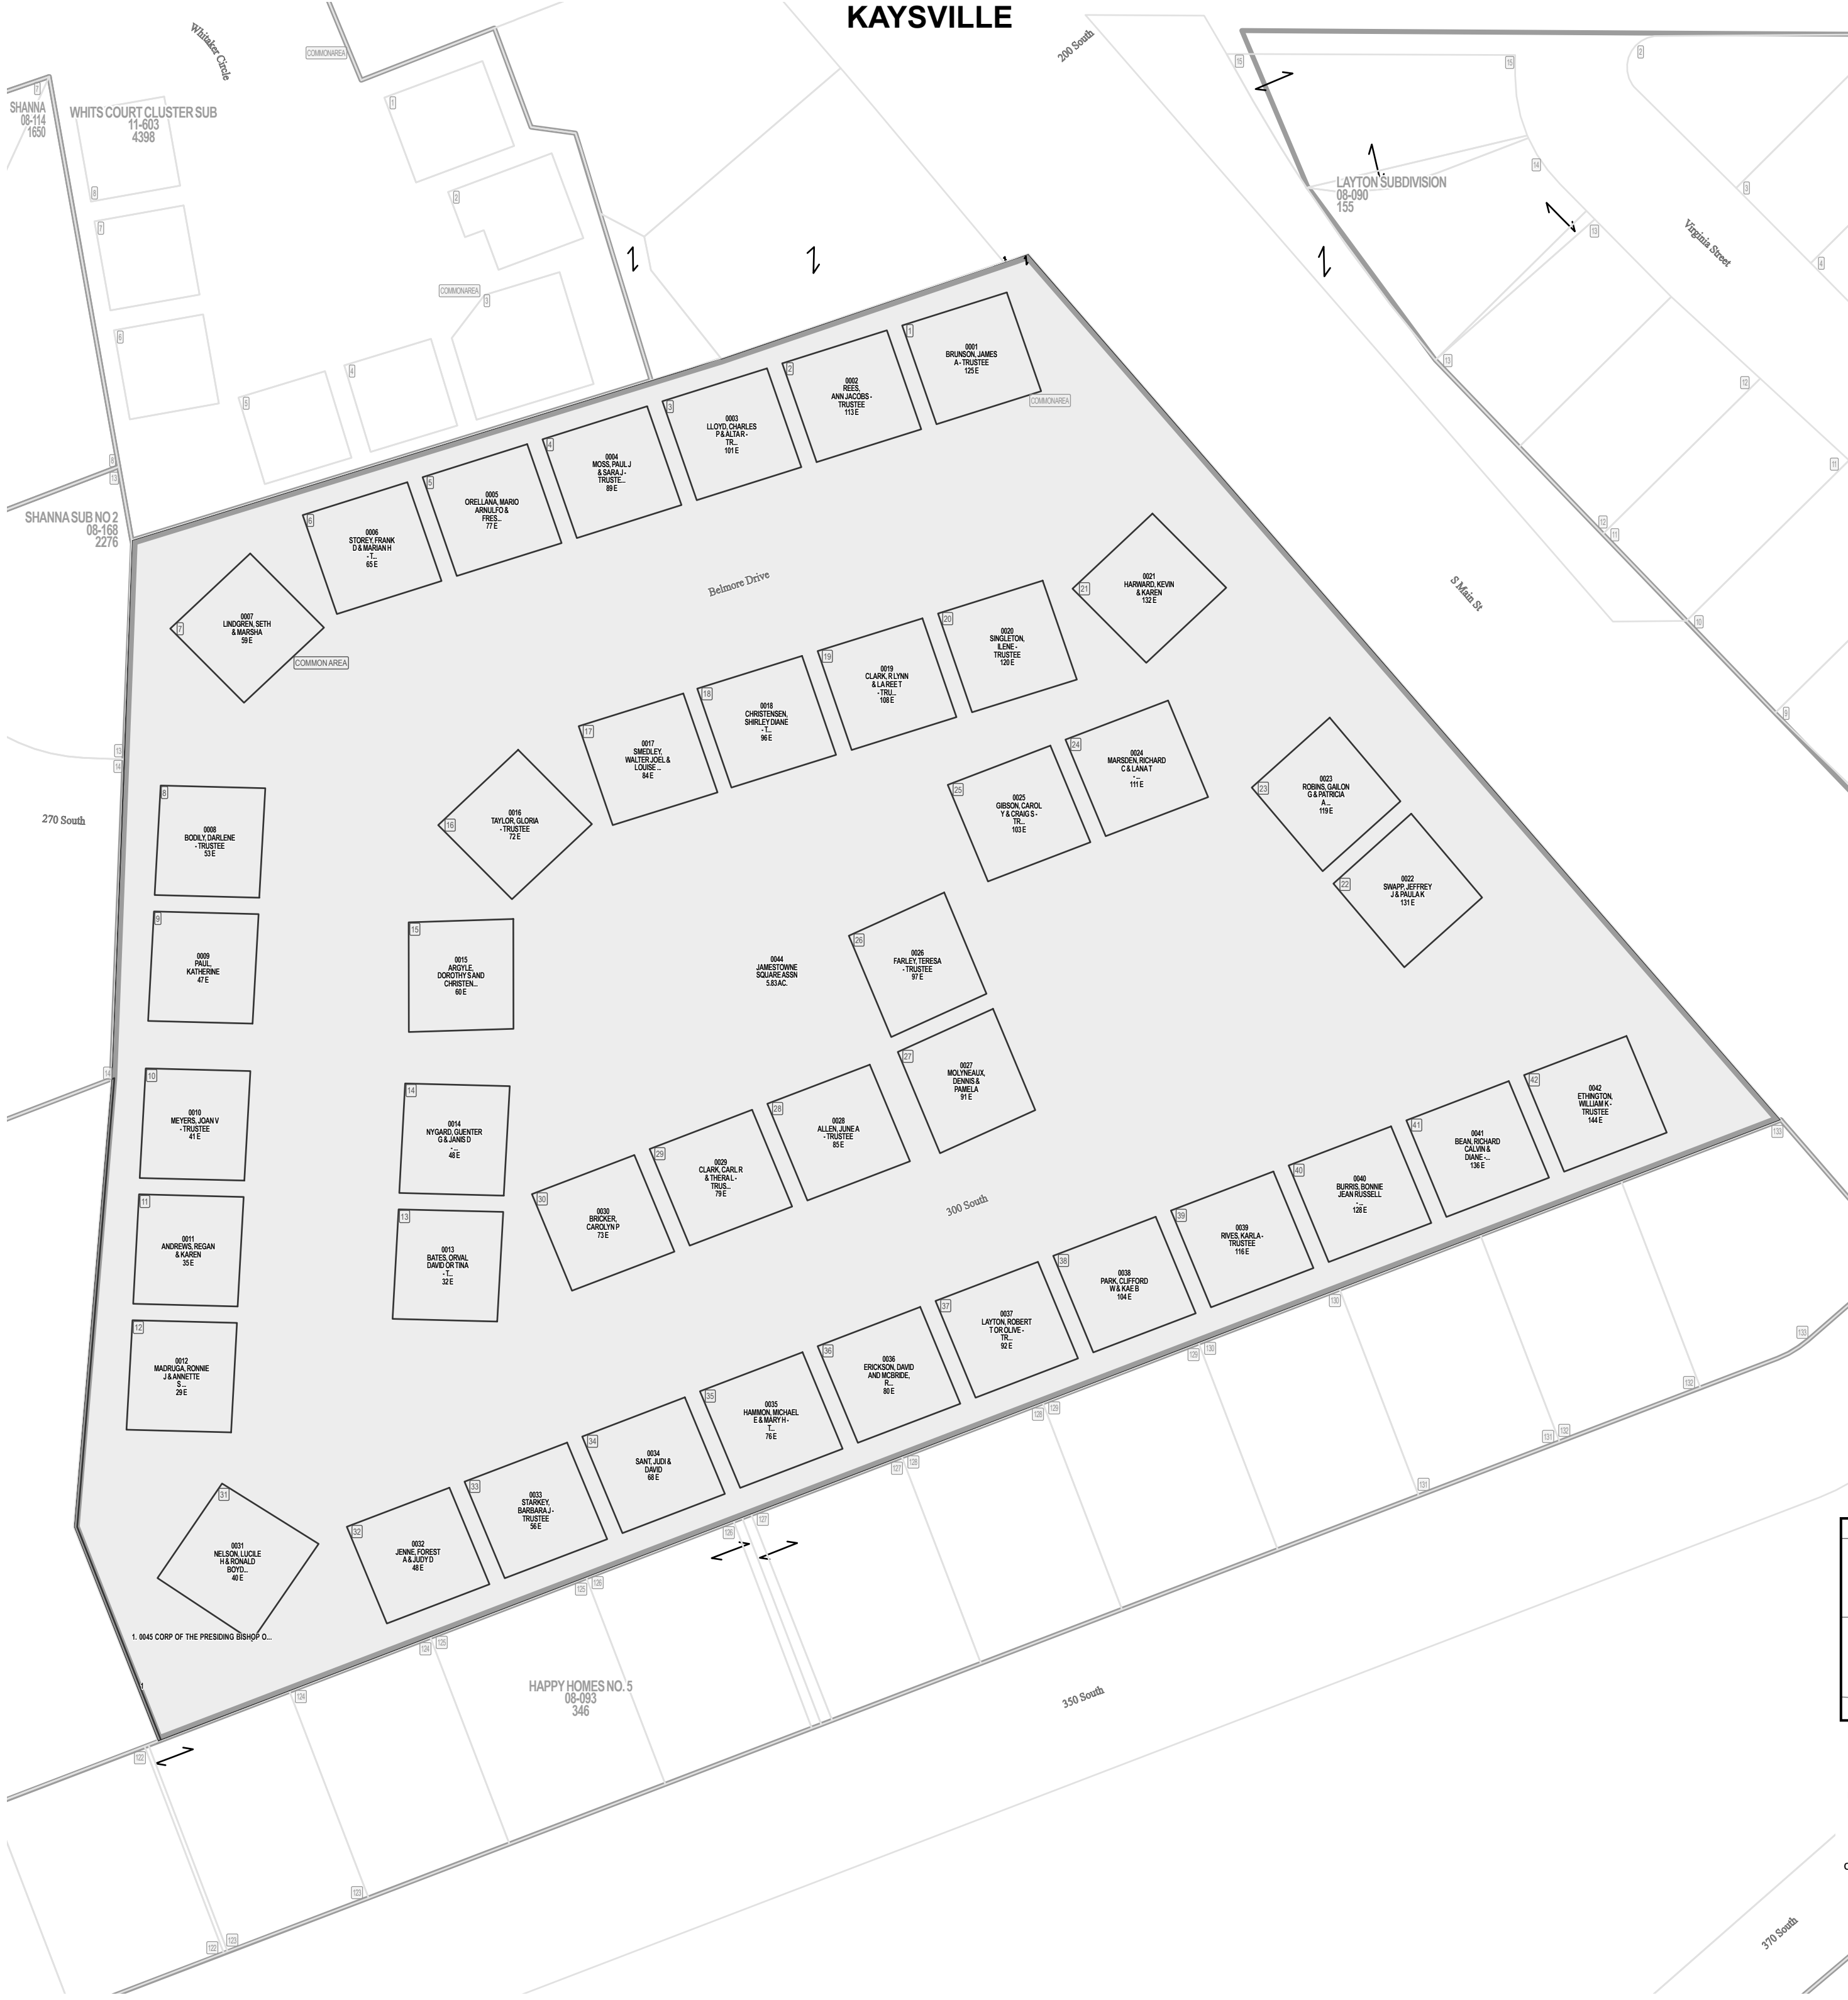 KAYSVILLE
Whitaker Circle
COMMONAREA
200 South
SHANNA
08-114
1650
WHITS COURT CLUSTER SUB
11-603
4398
LAYTON SUBDIVISION
08-090
155
Virginia Street
COMMONAREA
0001
BRUNSON, JAMES
A - TRUSTEE
125 E
0002
REES,
ANN JACOBS -
TRUSTEE
113 E
COMMONAREA
0003
LLOYD, CHARLES
P & ALTA R -
TR...
101 E
0004
MOSS, PAUL J
& SARA J -
TRUSTE...
89 E
0005
ORELLANA, MARIO
ARNULFO &
FRES...
77 E
0006
STOREY, FRANK
D & MARIAN H
- T...
65 E
SHANNA SUB NO 2
08-168
2276
0007
LINDGREN, SETH
& MARSHA
59 E
COMMON AREA
Belmore Drive
0021
HARWARD, KEVIN
& KAREN
132 E
S Main St
0020
SINGLETON,
ILENE -
TRUSTEE
120 E
0019
CLARK, R LYNN
& LA REE T
- TRU...
108 E
0018
CHRISTENSEN,
SHIRLEY DIANE
- T...
96 E
0017
SMEDLEY,
WALTER JOEL &
LOUISE ...
84 E
0016
TAYLOR, GLORIA
- TRUSTEE
72 E
0024
MARSDEN, RICHARD
C & LANA T
- ...
111 E
0025
GIBSON, CAROL
Y & CRAIG S -
TR...
103 E
0023
ROBINS, GAILON
G & PATRICIA
A ...
119 E
0022
SWAPP, JEFFREY
J & PAULA K
131 E
270 South
0008
BODILY, DARLENE
- TRUSTEE
53 E
0009
PAUL,
KATHERINE
47 E
0015
ARGYLE,
DOROTHY S AND
CHRISTEN...
60 E
0044
JAMESTOWNE
SQUARE ASSN
5.83 AC.
0026
FARLEY, TERESA
- TRUSTEE
97 E
0027
MOLYNEAUX,
DENNIS &
PAMELA
91 E
0010
MEYERS, JOAN V
- TRUSTEE
41 E
0014
NYGARD, GUENTER
G & JANIS D
- ...
48 E
0028
ALLEN, JUNE A
- TRUSTEE
85 E
0029
CLARK, CARL R
& THERA L -
TRUS...
79 E
0030
BRICKER,
CAROLYN P
73 E
300 South
0011
ANDREWS, REGAN
& KAREN
35 E
0013
BATES, ORVAL
DAVID OR TINA
- T...
32 E
0042
ETHINGTON,
WILLIAM K -
TRUSTEE
144 E
0041
BEAN, RICHARD
CALVIN &
DIANE -...
136 E
0040
BURRIS, BONNIE
JEAN RUSSELL
- ...
128 E
0039
RIVES, KARLA -
TRUSTEE
116 E
0038
PARK, CLIFFORD
W & KAE B
104 E
0037
LAYTON, ROBERT
T OR OLIVE -
TR...
92 E
0036
ERICKSON, DAVID
AND MCBRIDE,
R...
80 E
0035
HAMMON, MICHAEL
E & MARY H -
T...
76 E
0034
SANT, JUDI &
DAVID
68 E
0033
STARKEY,
BARBARA J -
TRUSTEE
56 E
0032
JENNE, FOREST
A & JUDY D
48 E
0012
MADRUGA, RONNIE
J & ANNETTE
S ...
29 E
0031
NELSON, LUCILE
H & RONALD
BOYD...
40 E
1. 0045 CORP OF THE PRESIDING BISHOP O...
HAPPY HOMES NO. 5
08-093
346
350 South
370 South